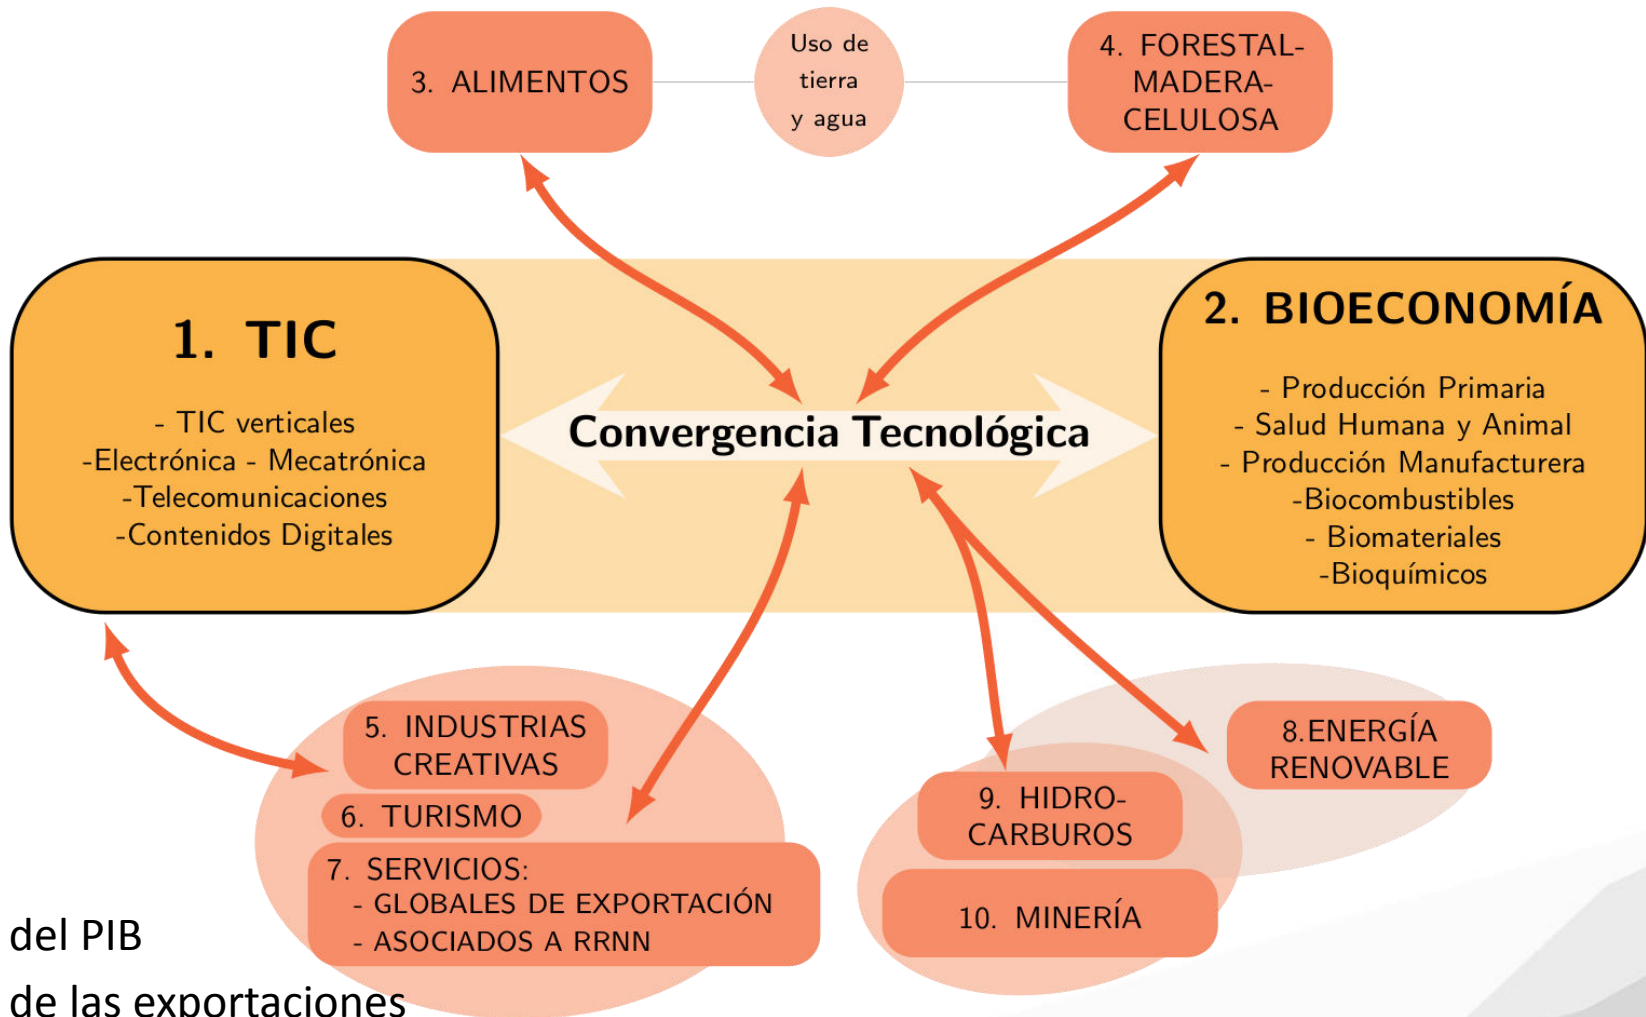 3. ALIMENTOS
Uso de
tierra
y agua
4. FORESTAL-
MADERA-
CELULOSA
1. TIC
- TIC verticales
-Electrónica - Mecatrónica
-Telecomunicaciones
-Contenidos Digitales
Convergencia Tecnológica
2. BIOECONOMÍA
- Producción Primaria
- Salud Humana y Animal
- Producción Manufacturera
-Biocombustibles
- Biomateriales
-Bioquímicos
5. INDUSTRIAS
CREATIVAS
6. TURISMO
7. SERVICIOS:
- GLOBALES DE EXPORTACIÓN
- ASOCIADOS A RRNN
8.ENERGÍA
RENOVABLE
9. HIDRO-
CARBUROS
10. MINERÍA
del PIB
de las exportaciones